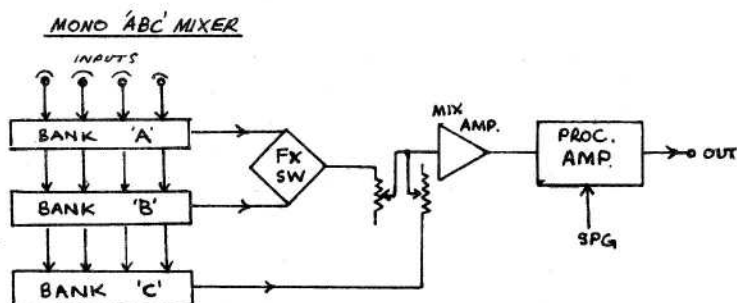 MONO 'ABC' MIXER
INPUTS
BANK 'A'
BANK 'B'
BANK 'C'
FX
SW
MIX
AMP.
PROC.
AMP.
OUT
SPG